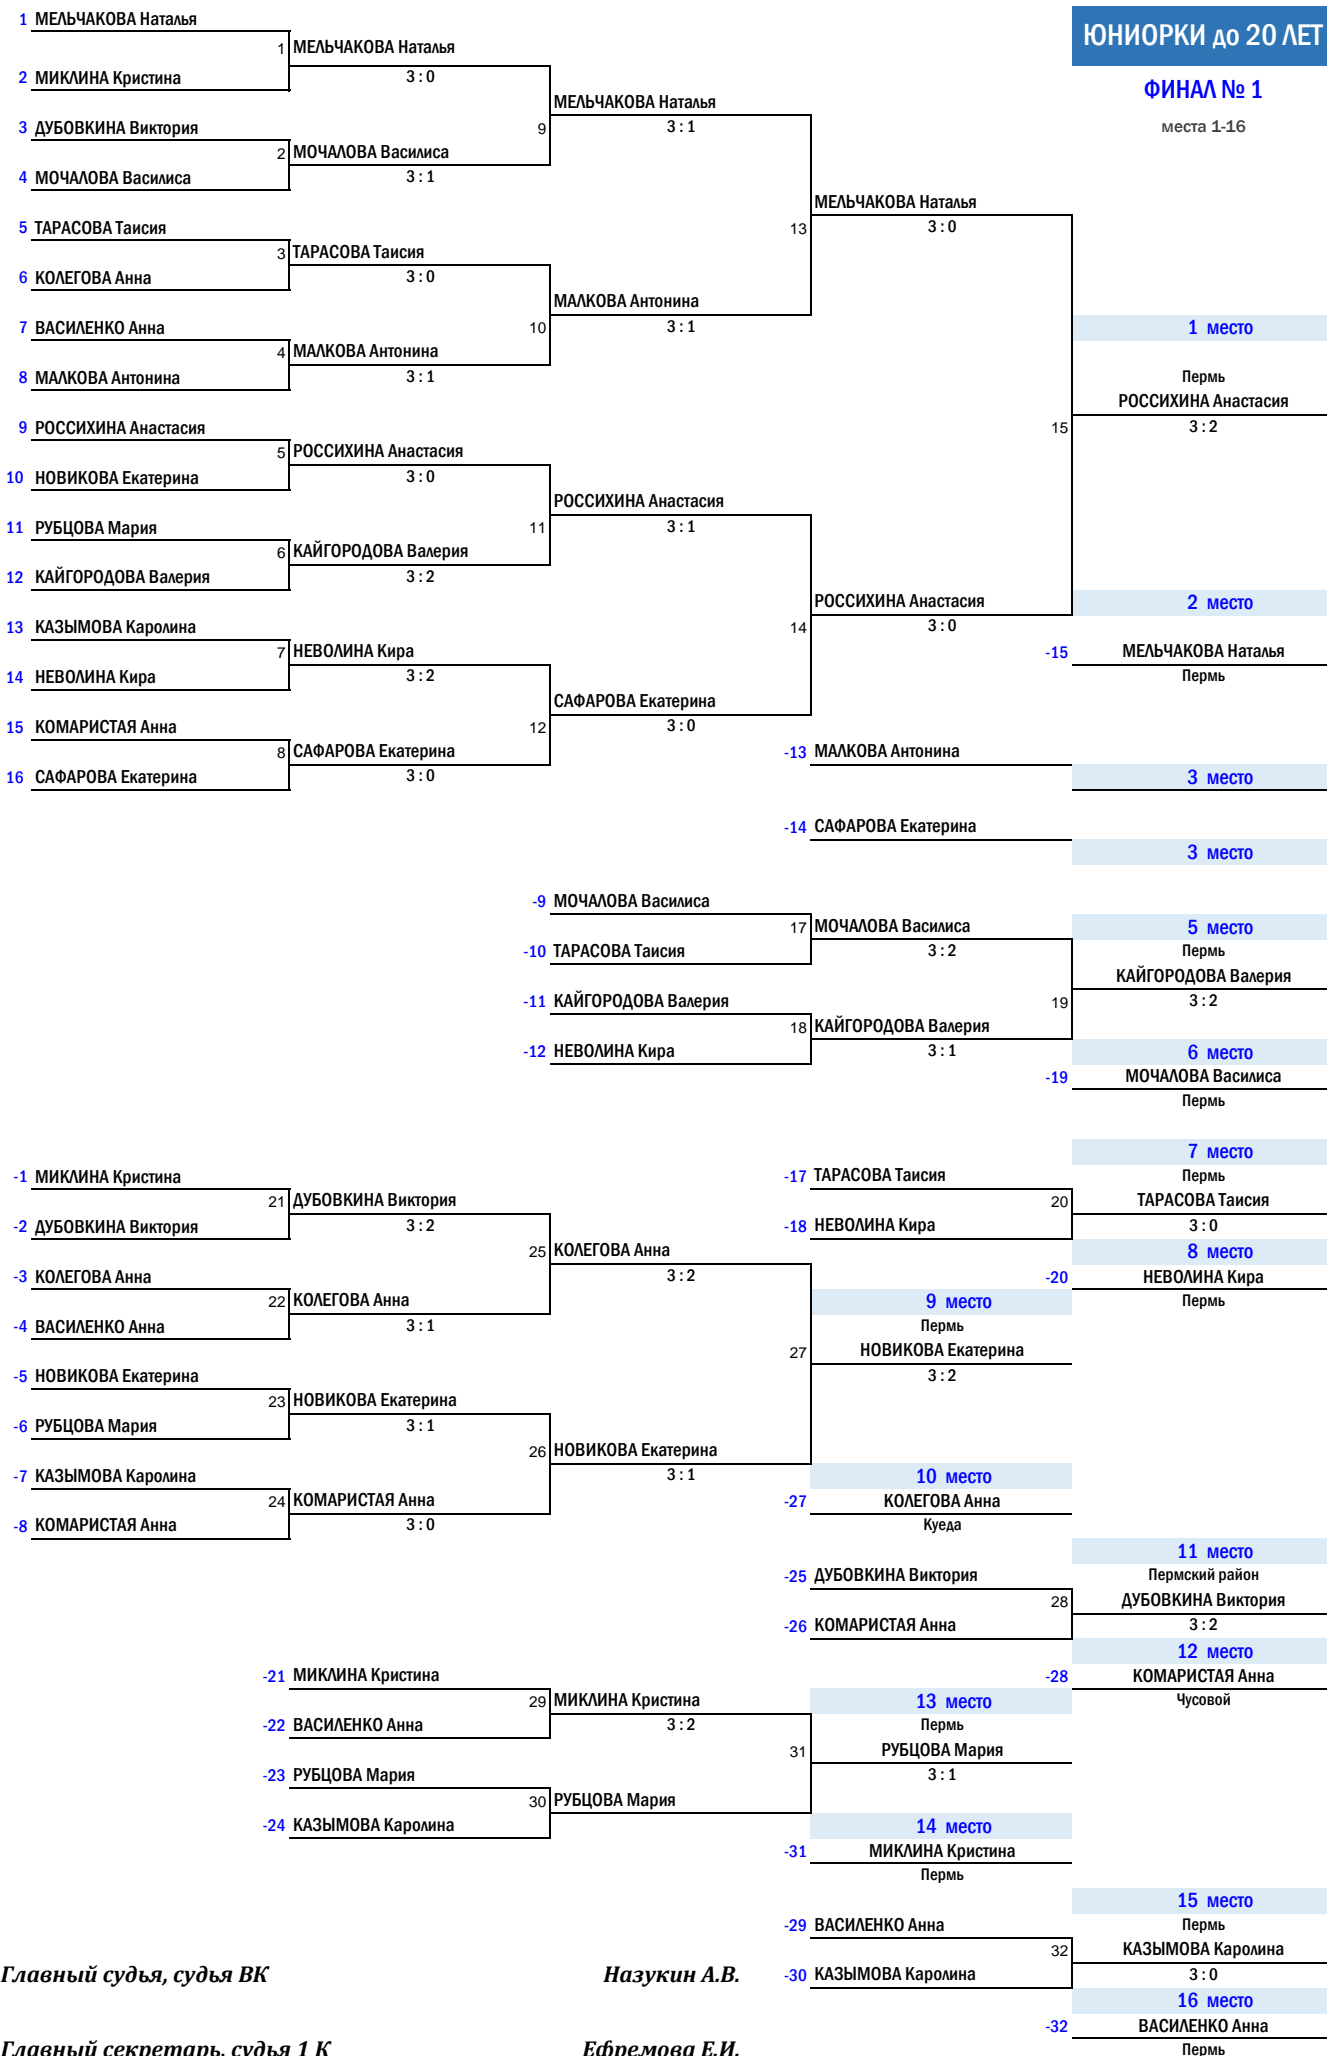 1 МЕЛЬЧАКОВА Наталья
ЮНИОРКИ до 20 ЛЕТ
1 МЕЛЬЧАКОВА Наталья
2 МИКЛИНА Кристина
3 : 0
ФИНАЛ № 1
МЕЛЬЧАКОВА Наталья
3 ДУБОВКИНА Виктория
9
3 : 1
места 1-16
2 МОЧАЛОВА Василиса
4 МОЧАЛОВА Василиса
3 : 1
МЕЛЬЧАКОВА Наталья
5 ТАРАСОВА Таисия
13
3 : 0
3 ТАРАСОВА Таисия
6 КОЛЕГОВА Анна
3 : 0
МАЛКОВА Антонина
7 ВАСИЛЕНКО Анна
10
3 : 1
1 место
4 МАЛКОВА Антонина
8 МАЛКОВА Антонина
3 : 1
Пермь
РОССИХИНА Анастасия
9 РОССИХИНА Анастасия
15
3 : 2
5 РОССИХИНА Анастасия
10 НОВИКОВА Екатерина
3 : 0
РОССИХИНА Анастасия
11 РУБЦОВА Мария
11
3 : 1
6 КАЙГОРОДОВА Валерия
12 КАЙГОРОДОВА Валерия
3 : 2
РОССИХИНА Анастасия
2 место
13 КАЗЫМОВА Каролина
14
3 : 0
7 НЕВОЛИНА Кира
-15 МЕЛЬЧАКОВА Наталья
14 НЕВОЛИНА Кира
3 : 2
Пермь
САФАРОВА Екатерина
15 КОМАРИСТАЯ Анна
12
3 : 0
8 САФАРОВА Екатерина
-13 МАЛКОВА Антонина
16 САФАРОВА Екатерина
3 : 0
3 место
-14 САФАРОВА Екатерина
3 место
-9 МОЧАЛОВА Василиса
17 МОЧАЛОВА Василиса
5 место
-10 ТАРАСОВА Таисия
3 : 2
Пермь
КАЙГОРОДОВА Валерия
-11 КАЙГОРОДОВА Валерия
19
3 : 2
18 КАЙГОРОДОВА Валерия
-12 НЕВОЛИНА Кира
3 : 1
6 место
-19 МОЧАЛОВА Василиса
Пермь
7 место
-1 МИКЛИНА Кристина
-17 ТАРАСОВА Таисия
Пермь
21 ДУБОВКИНА Виктория
20 ТАРАСОВА Таисия
-2 ДУБОВКИНА Виктория
3 : 2
-18 НЕВОЛИНА Кира
3 : 0
25 КОЛЕГОВА Анна
8 место
-3 КОЛЕГОВА Анна
3 : 2
-20 НЕВОЛИНА Кира
22 КОЛЕГОВА Анна
9 место
Пермь
-4 ВАСИЛЕНКО Анна
3 : 1
Пермь
27 НОВИКОВА Екатерина
-5 НОВИКОВА Екатерина
3 : 2
23 НОВИКОВА Екатерина
-6 РУБЦОВА Мария
3 : 1
26 НОВИКОВА Екатерина
-7 КАЗЫМОВА Каролина
3 : 1
10 место
24 КОМАРИСТАЯ Анна
-27 КОЛЕГОВА Анна
-8 КОМАРИСТАЯ Анна
3 : 0
Куеда
11 место
-25 ДУБОВКИНА Виктория
Пермский район
28 ДУБОВКИНА Виктория
-26 КОМАРИСТАЯ Анна
3 : 2
12 место
-21 МИКЛИНА Кристина
-28 КОМАРИСТАЯ Анна
29 МИКЛИНА Кристина
13 место
Чусовой
-22 ВАСИЛЕНКО Анна
3 : 2
Пермь
31 РУБЦОВА Мария
-23 РУБЦОВА Мария
3 : 1
30 РУБЦОВА Мария
-24 КАЗЫМОВА Каролина
14 место
-31 МИКЛИНА Кристина
Пермь
15 место
-29 ВАСИЛЕНКО Анна
Пермь
32 КАЗЫМОВА Каролина
Главный судья, судья ВК
Назукин А.В.
-30 КАЗЫМОВА Каролина
3 : 0
16 место
-32 ВАСИЛЕНКО Анна
Главный секретарь, судья 1 К
Ефремова Е.И.
Пермь